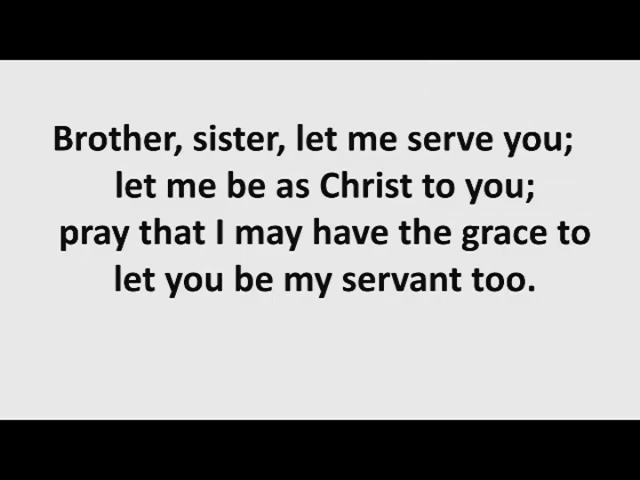 Brother, sister, let me serve you;
let me be as Christ to you;
pray that I may have the grace to
let you be my servant too.